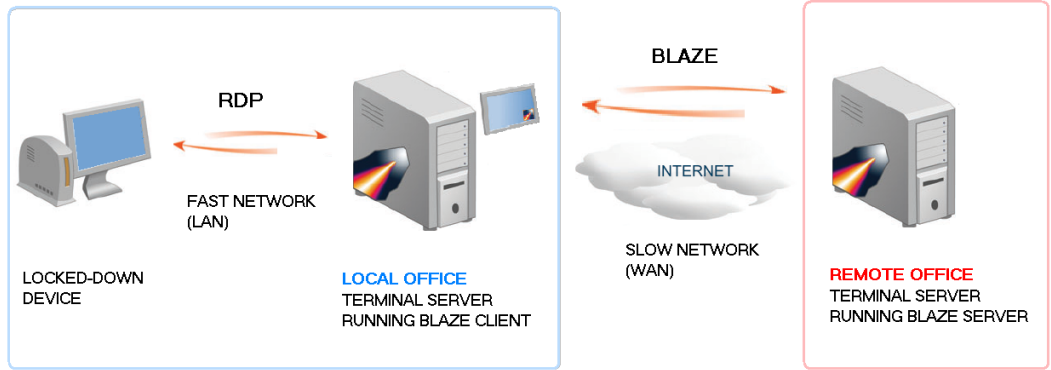 RDP
FAST NETWORK
(LAN)
LOCKED-DOWN
DEVICE
LOCAL OFFICE
TERMINAL SERVER
RUNNING BLAZE CLIENT
BLAZE
INTERNET
SLOW NETWORK
(WAN)
REMOTE OFFICE
TERMINAL SERVER
RUNNING BLAZE SERVER